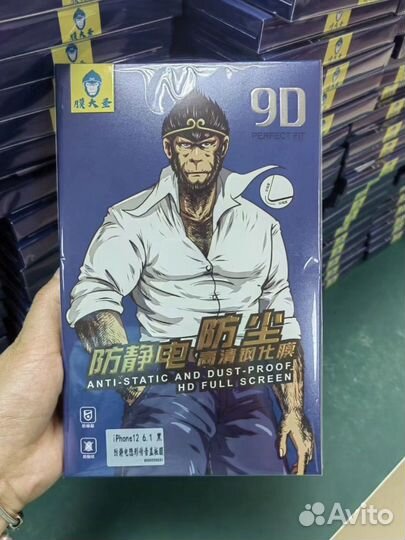 膜大圣
9D
PERFECT FIT
防静电 防尘
高清钢化膜
ANTI-STATIC AND DUST-PROOF
HD FULL SCREEN
iPhone12 6.1 黑
Avito